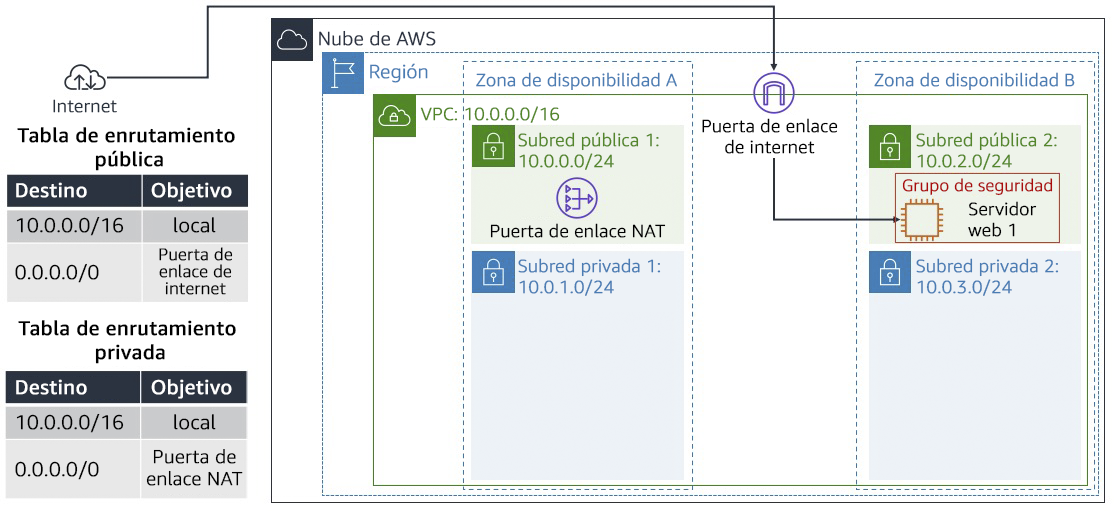 Nube de AWS
Región
Zona de disponibilidad A
Zona de disponibilidad B
Internet
VPC: 10.0.0.0/16
Puerta de enlace
de internet
Subred pública 1:
10.0.0.0/24
Puerta de enlace NAT
Subred privada 1:
10.0.1.0/24
Subred pública 2:
10.0.2.0/24
Grupo de seguridad
Servidor
web 1
Subred privada 2:
10.0.3.0/24
Tabla de enrutamiento
pública
Destino Objetivo
10.0.0.0/16 local
0.0.0.0/0 Puerta de
enlace de
internet
Tabla de enrutamiento
privada
Destino Objetivo
10.0.0.0/16 local
0.0.0.0/0 Puerta de
enlace NAT